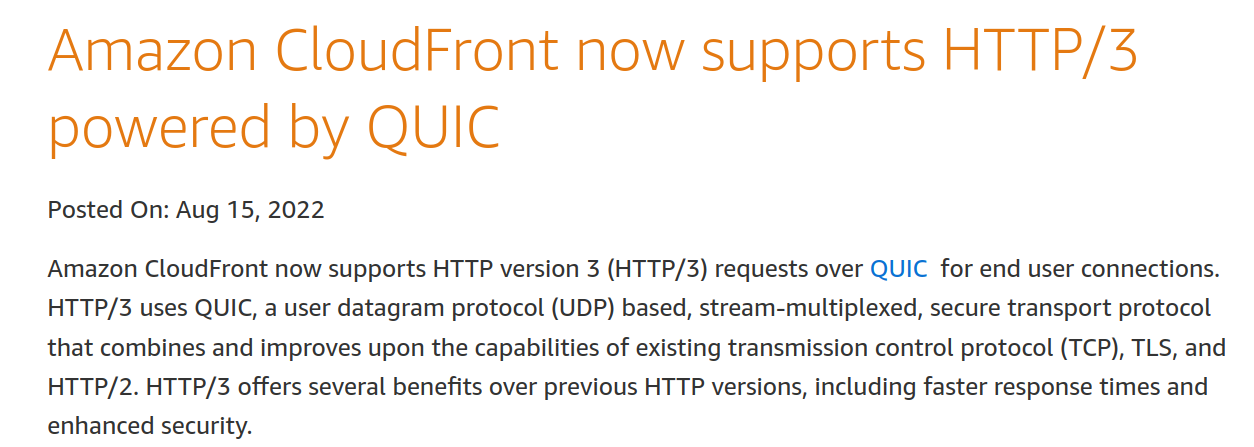 Amazon CloudFront now supports HTTP/3
powered by QUIC
Posted On: Aug 15, 2022
Amazon CloudFront now supports HTTP version 3 (HTTP/3) requests over QUIC for end user connections.
HTTP/3 uses QUIC, a user datagram protocol (UDP) based, stream-multiplexed, secure transport protocol
that combines and improves upon the capabilities of existing transmission control protocol (TCP), TLS, and
HTTP/2. HTTP/3 offers several benefits over previous HTTP versions, including faster response times and
enhanced security.